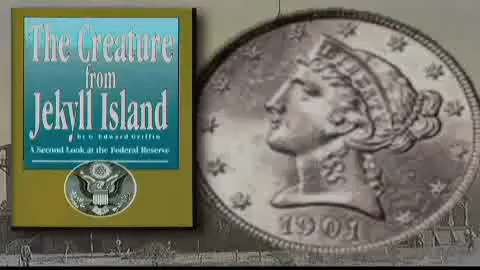 The Creature
from
Jekyll Island
by G. Edward Griffin
A Second Look at the Federal Reserve
LIBERTY
1901